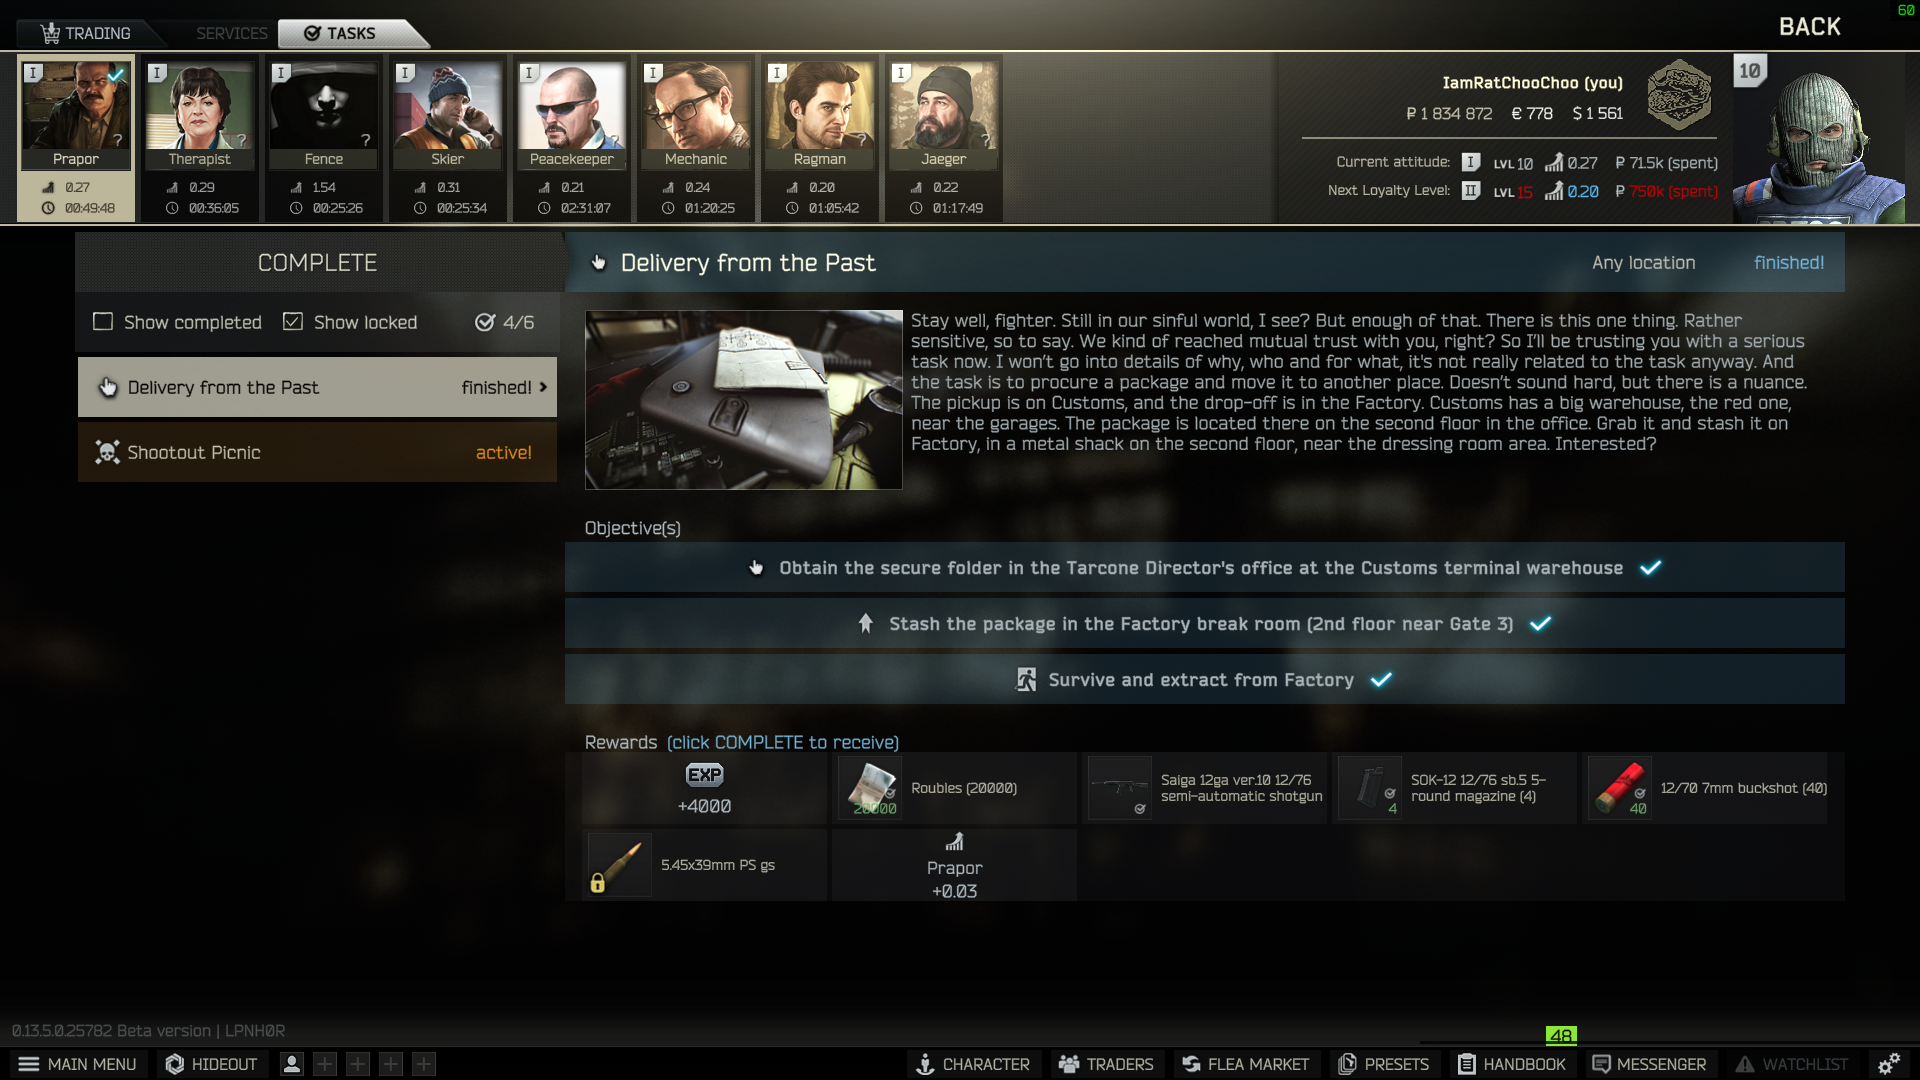 60
TRADING
SERVICES
TASKS
BACK
I
Prapor
0.27
00:49:48
I
Therapist
0.29
00:36:05
I
Fence
1.54
00:25:26
I
Skier
0.31
00:25:34
I
Peacekeeper
0.21
02:31:07
I
Mechanic
0.24
01:20:25
I
Ragman
0.20
01:05:42
I
Jaeger
0.22
01:17:49
IamRatChooChoo (you)
₽ 1 834 872 € 778 $ 1 561
Current attitude: I LVL 10 0.27 ₽ 71.5k (spent)
Next Loyalty Level: II LVL 15 0.20 ₽ 750k (spent)
10
COMPLETE
Show completed
Show locked
4/6
Delivery from the Past finished!
Shootout Picnic active!
Delivery from the Past
Any location
finished!
Stay well, fighter. Still in our sinful world, I see? But enough of that. There is this one thing. Rather
sensitive, so to say. We kind of reached mutual trust with you, right? So I'll be trusting you with a serious
task now. I won't go into details of why, who and for what, it's not really related to the task anyway. And
the task is to procure a package and move it to another place. Doesn't sound hard, but there is a nuance.
The pickup is on Customs, and the drop-off is in the Factory. Customs has a big warehouse, the red one,
near the garages. The package is located there on the second floor in the office. Grab it and stash it on
Factory, in a metal shack on the second floor, near the dressing room area. Interested?
Objective(s)
Obtain the secure folder in the Tarcone Director's office at the Customs terminal warehouse
Stash the package in the Factory break room (2nd floor near Gate 3)
Survive and extract from Factory
Rewards (click COMPLETE to receive)
EXP
+4000
20000
Roubles (20000)
Saiga 12ga ver.10 12/76
semi-automatic shotgun
4
SOK-12 12/76 sb.5 5-
round magazine (4)
40
12/70 7mm buckshot (40)
5.45x39mm PS gs
Prapor
+0.03
0.13.5.0.25782 Beta version | LPNH0R
48
MAIN MENU
HIDEOUT
CHARACTER
TRADERS
FLEA MARKET
PRESETS
HANDBOOK
MESSENGER
WATCHLIST